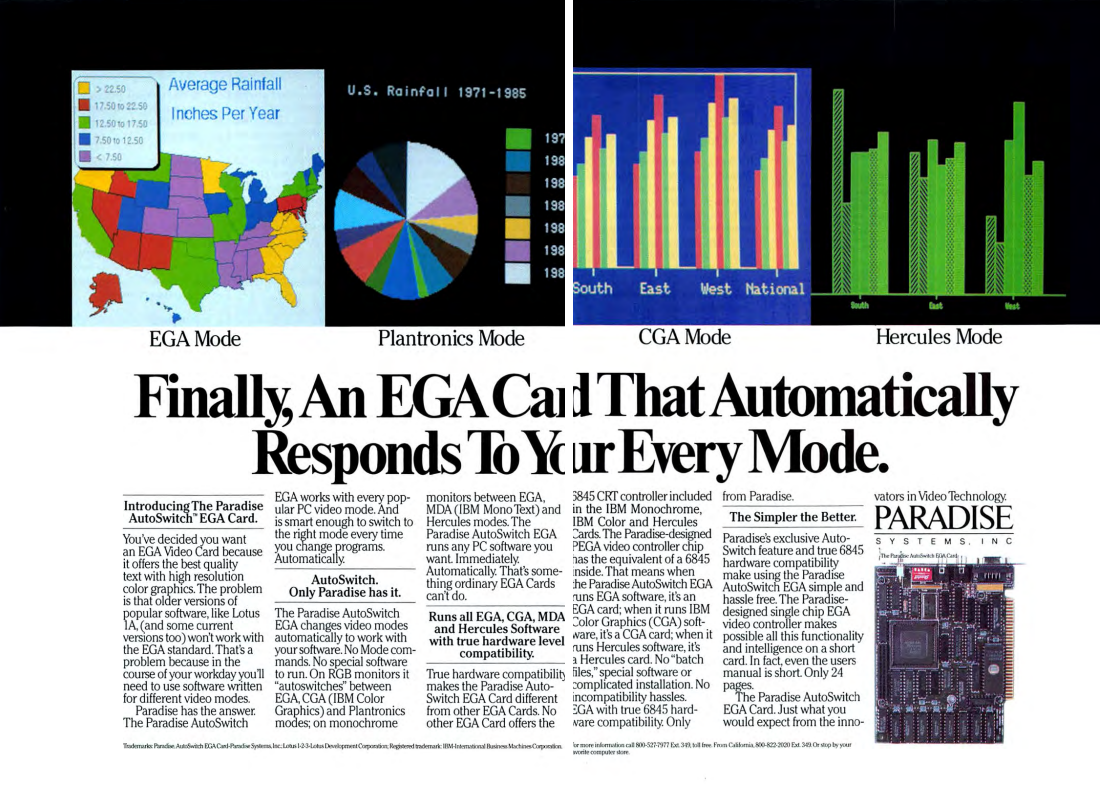 > 22.50
17.50 to 22.50
12.50 to 17.50
7.50 to 12.50
< 7.50
Average Rainfall
Inches Per Year
U.S. Rainfall 1971-1985
197
198
198
198
198
198
198
South East West National
South East West
EGA Mode
Plantronics Mode
CGA Mode
Hercules Mode
Finally, An EGA Card That Automatically
Responds To Your Every Mode.
Introducing The Paradise
AutoSwitch™ EGA Card.
You've decided you want
an EGA Video Card because
it offers the best quality
text with high resolution
color graphics. The problem
is that older versions of
popular software, like Lotus
1A, (and some current
versions too) won't work with
the EGA standard. That's a
problem because in the
course of your workday you'll
need to use software written
for different video modes.
Paradise has the answer.
The Paradise AutoSwitch
EGA works with every pop-
ular PC video mode. And
is smart enough to switch to
the right mode every time
you change programs.
Automatically.
AutoSwitch.
Only Paradise has it.
The Paradise AutoSwitch
EGA changes video modes
automatically to work with
your software. No Mode com-
mands. No special software
to run. On RGB monitors it
"autoswitches" between
EGA, CGA (IBM Color
Graphics) and Plantronics
modes; on monochrome
monitors between EGA,
MDA (IBM Mono Text) and
Hercules modes. The
Paradise AutoSwitch EGA
runs any PC software you
want. Immediately.
Automatically. That's some-
thing ordinary EGA Cards
can't do.
Runs all EGA, CGA, MDA
and Hercules Software
with true hardware level
compatibility.
True hardware compatibility
makes the Paradise Auto-
Switch EGA Card different
from other EGA Cards. No
other EGA Card offers the
6845 CRT controller included
in the IBM Monochrome,
IBM Color and Hercules
Cards. The Paradise-designed
PEGA video controller chip
has the equivalent of a 6845
inside. That means when
the Paradise AutoSwitch EGA
runs EGA software, it's an
EGA card; when it runs IBM
Color Graphics (CGA) soft-
ware, it's a CGA card; when it
runs Hercules software, it's
a Hercules card. No "batch
files," special software or
complicated installation. No
incompatibility hassles.
EGA with true 6845 hard-
ware compatibility. Only
from Paradise.
The Simpler the Better.
Paradise's exclusive Auto-
Switch feature and true 6845
hardware compatibility
make using the Paradise
AutoSwitch EGA simple and
hassle free. The Paradise-
designed single chip EGA
video controller makes
possible all this functionality
and intelligence on a short
card. In fact, even the users
manual is short. Only 24
pages.
The Paradise AutoSwitch
EGA Card. Just what you
would expect from the inno-
vators in Video Technology.
PARADISE
SYSTEMS, INC
The Paradise AutoSwitch EGA Card
Trademarks: Paradise, AutoSwitch EGA Card-Paradise Systems, Inc.; Lotus 1-2-3-Lotus Development Corporation; Registered trademark: IBM-International Business Machines Corporation.
For more information call 800-527-7977 Ext. 349, toll free. From California, 800-822-2020 Ext. 349. Or stop by your
favorite computer store.